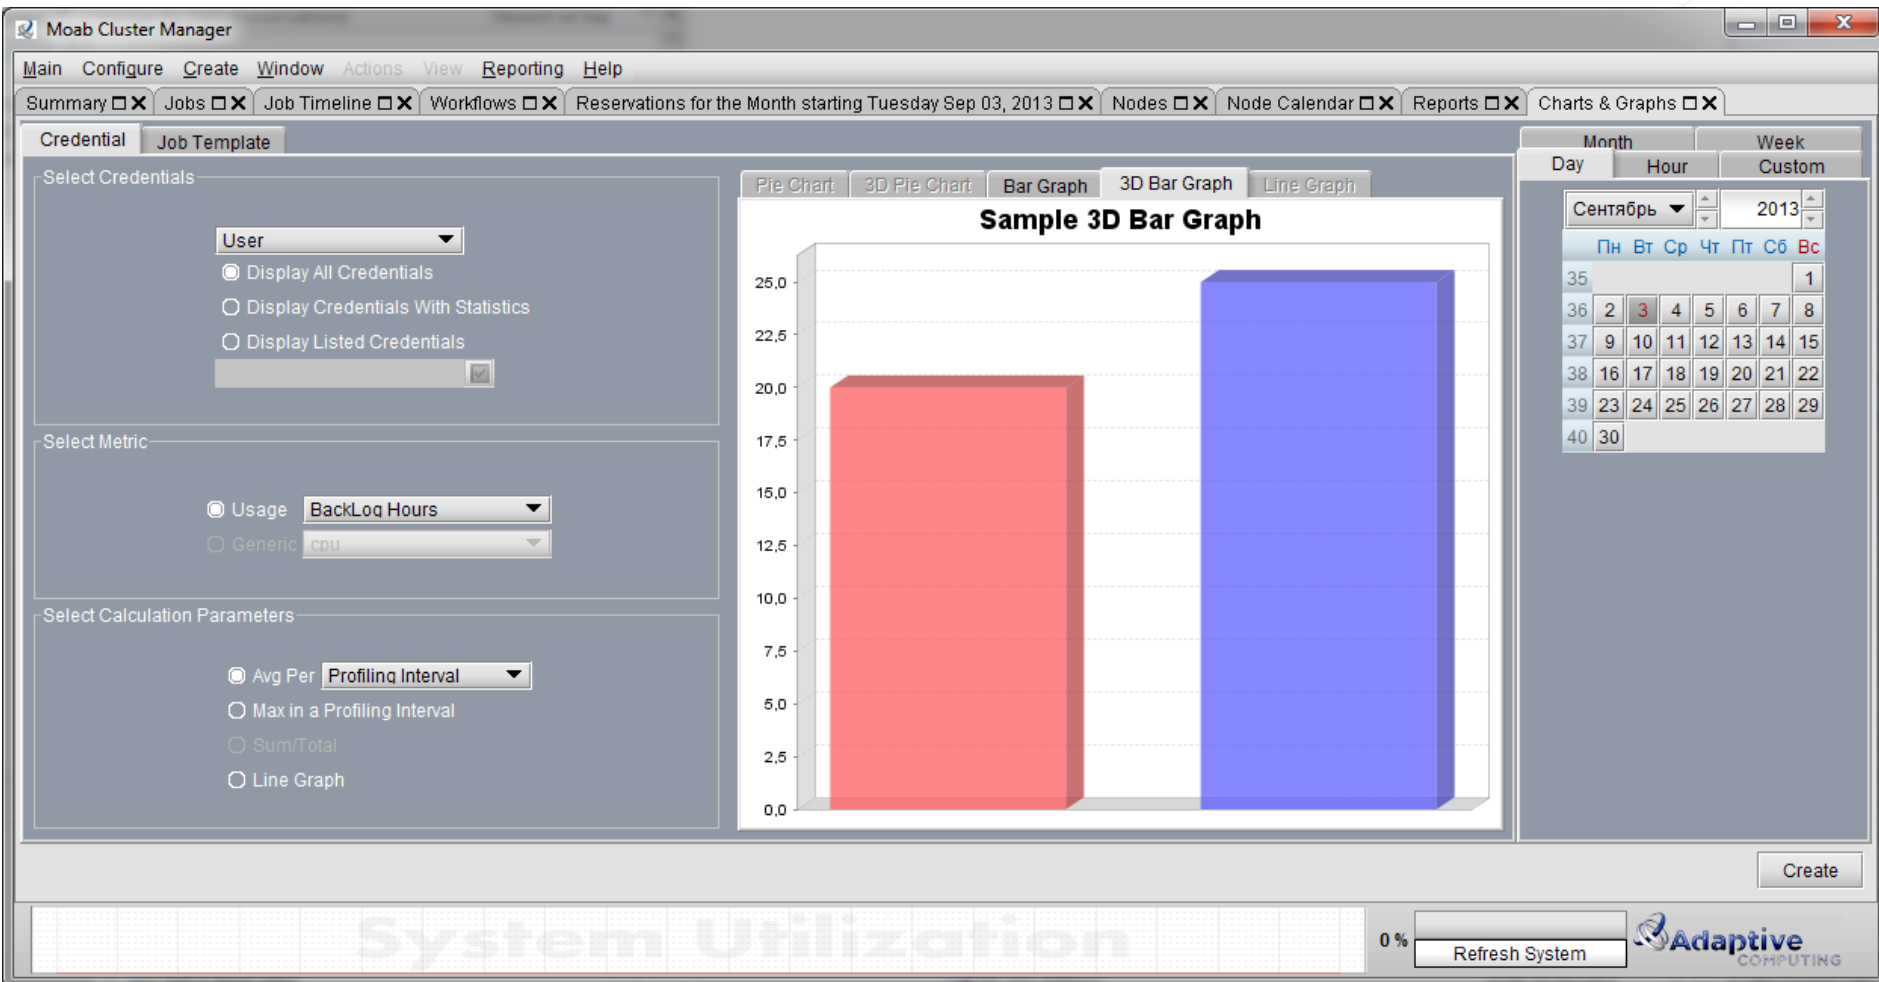 Moab Cluster Manager
Main Configure Create Window Actions View Reporting Help
Summary Jobs Job Timeline Workflows Reservations for the Month starting Tuesday Sep 03, 2013 Nodes Node Calendar Reports Charts & Graphs
Credential Job Template
Select Credentials
User
Display All Credentials
Display Credentials With Statistics
Display Listed Credentials
Select Metric
Usage BackLog Hours
Generic cpu
Select Calculation Parameters
Avg Per Profiling Interval
Max in a Profiling Interval
Sum/Total
Line Graph
Pie Chart 3D Pie Chart Bar Graph 3D Bar Graph Line Graph
Sample 3D Bar Graph
25,0
22,5
20,0
17,5
15,0
12,5
10,0
7,5
5,0
2,5
0,0
Month Week
Day Hour Custom
Сентябрь 2013
Пн Вт Ср Чт Пт Сб Вс
35 1
36 2 3 4 5 6 7 8
37 9 10 11 12 13 14 15
38 16 17 18 19 20 21 22
39 23 24 25 26 27 28 29
40 30
Create
System Utilization
0 %
Refresh System
Adaptive
COMPUTING